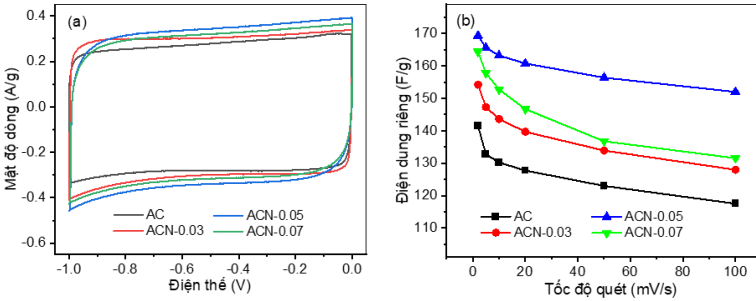 (a)
Mật độ dòng (A/g)
0.4
0.2
0.0
-0.2
-0.4
-0.6
AC
ACN-0.05
ACN-0.03
ACN-0.07
-1.0
-0.8
-0.6
-0.4
-0.2
0.0
Điện thế (V)
(b)
Điện dung riêng (F/g)
170
160
150
140
130
120
110
AC
ACN-0.05
ACN-0.03
ACN-0.07
0
20
40
60
80
100
Tốc độ quét (mV/s)